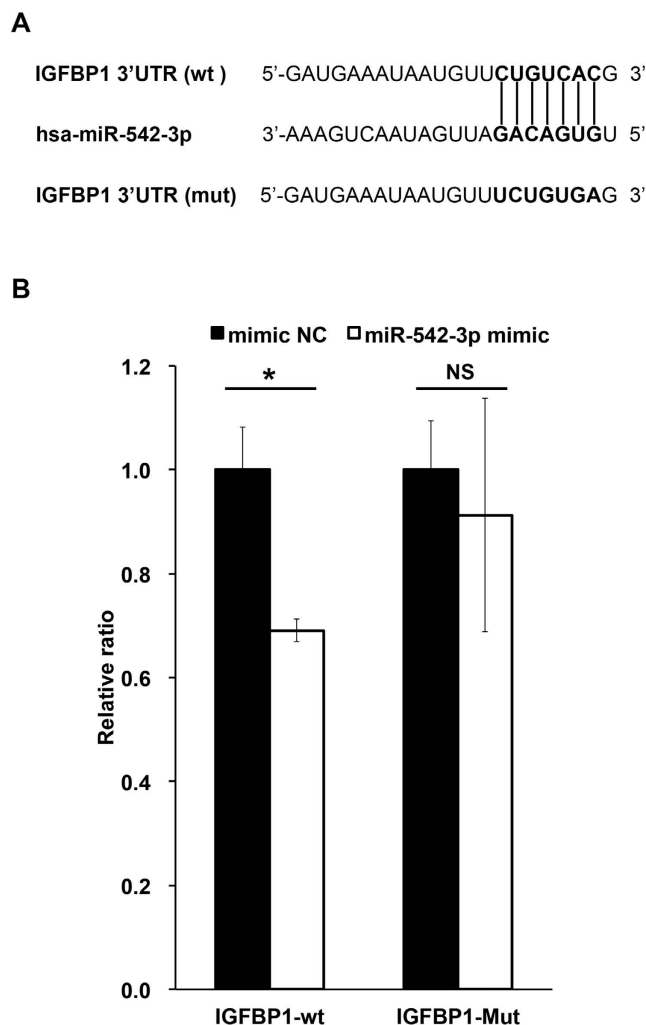 A
IGFBP1 3'UTR (wt ) 5'-GAUGAAAUAAUGUUCUGUCACG 3'
hsa-miR-542-3p 3'-AAAGUCAAUAGUUAGACAGUGU 5'
IGFBP1 3'UTR (mut) 5'-GAUGAAAUAAUGUUUCUGUGAG 3'
B
mimic NC miR-542-3p mimic
1.2
1.0
0.8
0.6
0.4
0.2
0.0
Relative ratio
* NS
IGFBP1-wt IGFBP1-Mut